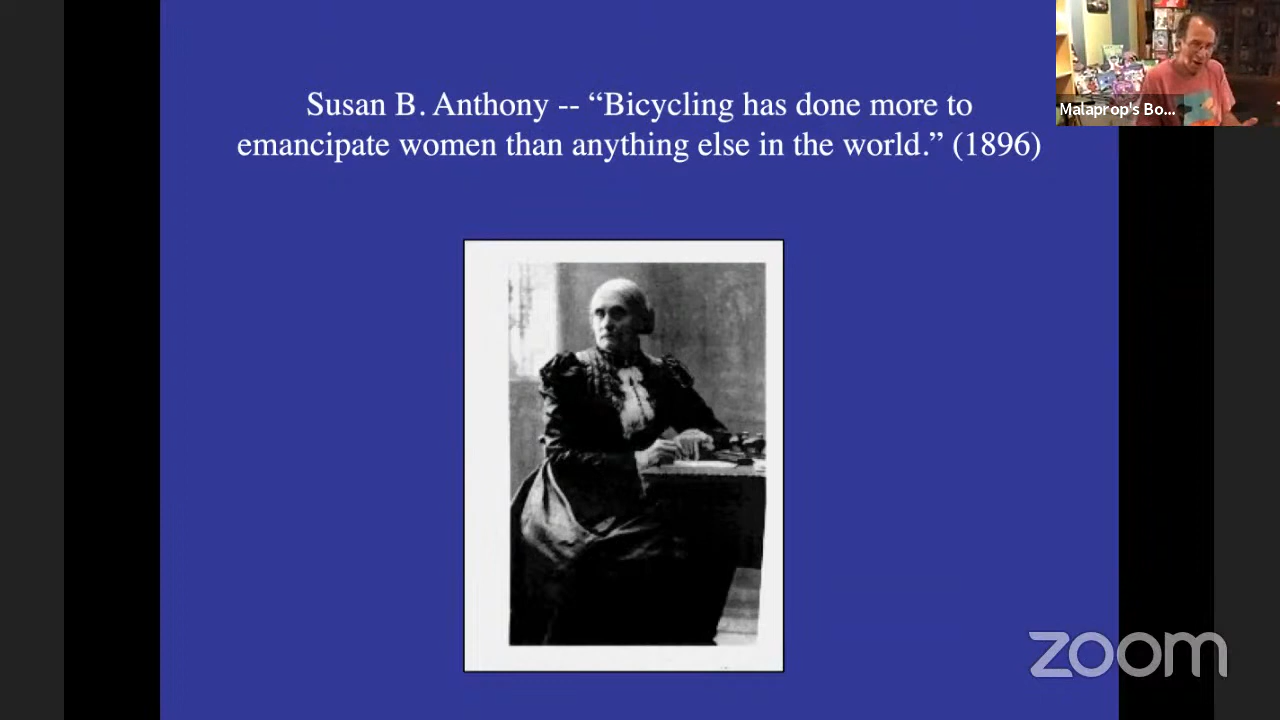 Susan B. Anthony -- “Bicycling has done more to
emancipate women than anything else in the world.” (1896)
Malaprop's Bo...
zoom